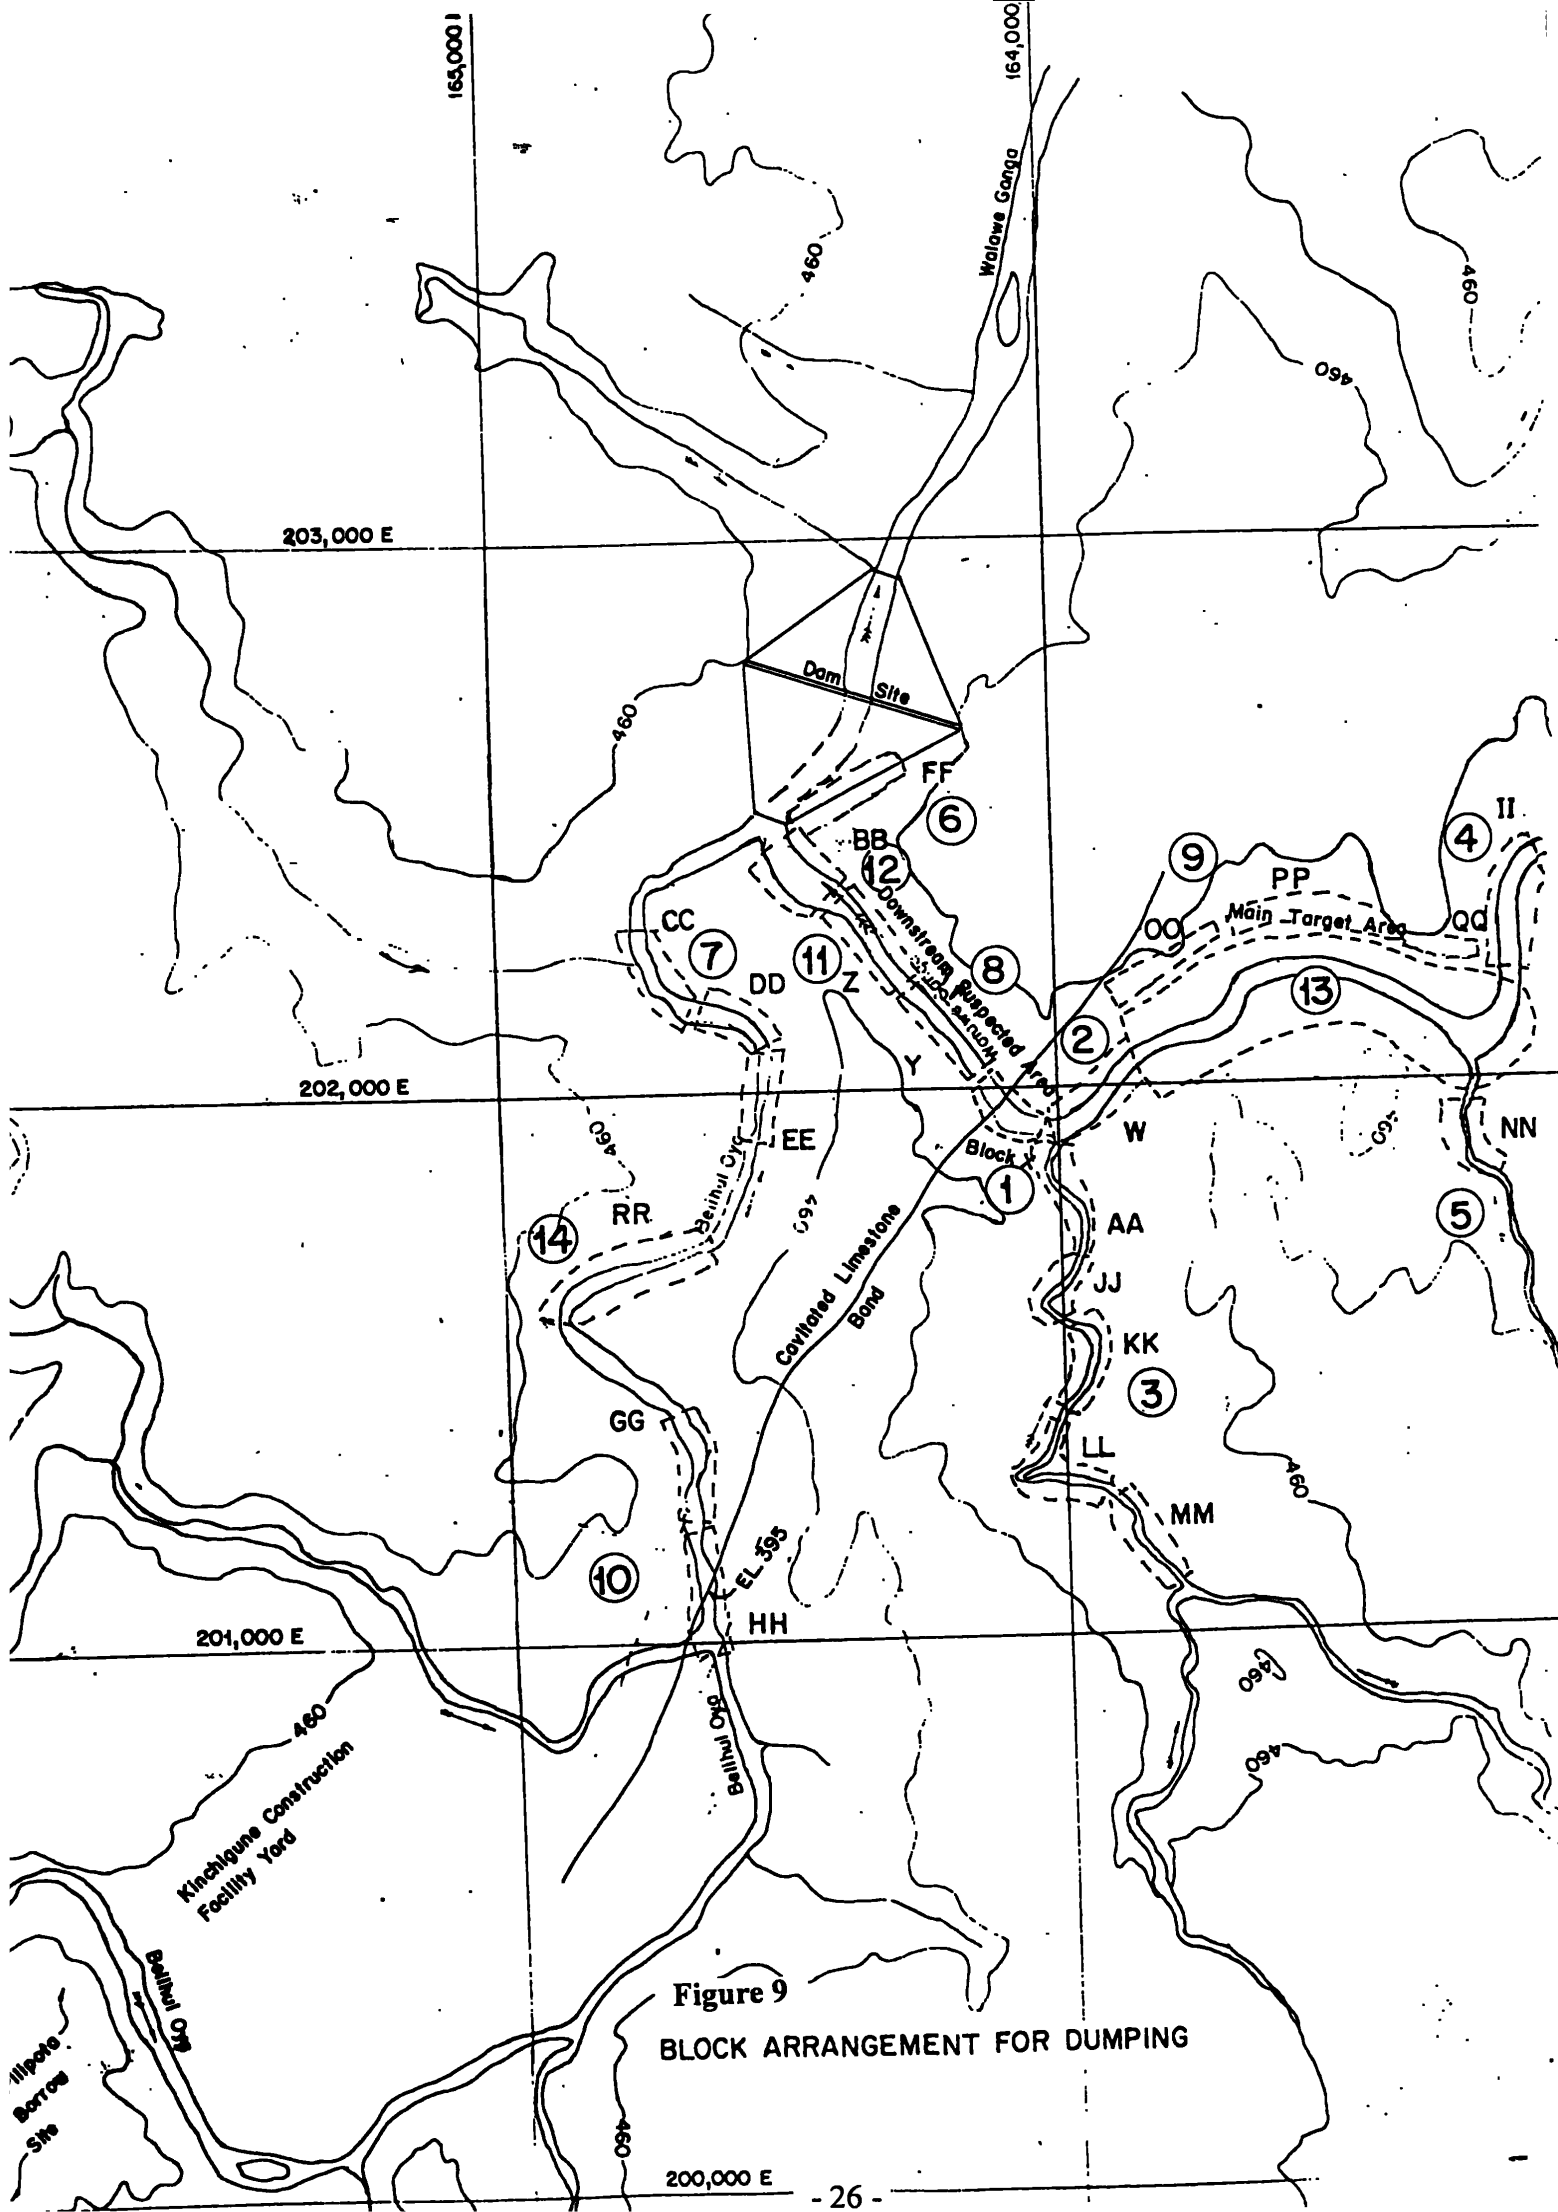 165,000
164,000
Walawe Ganga
460
460
460
203,000 E
Dam Site
460
FF
6
BB
12
4
II
9
PP
Main Target Area
QQ
OO
CC
7
DD
11
Z
Downstream Suspected Area
8
13
2
Y
202,000 E
460
EE
Block X
1
W
460
NN
5
Belihul Oya
RR
14
460
AA
JJ
Cavitated Limestone
Band
KK
3
GG
LL
460
MM
10
EL 395
HH
201,000 E
460
460
460
Belihul Oya
Kinchigune Construction
Facility Yard
Belihul Oya
Figure 9
BLOCK ARRANGEMENT FOR DUMPING
Borrow
Site
460
200,000 E
- 26 -